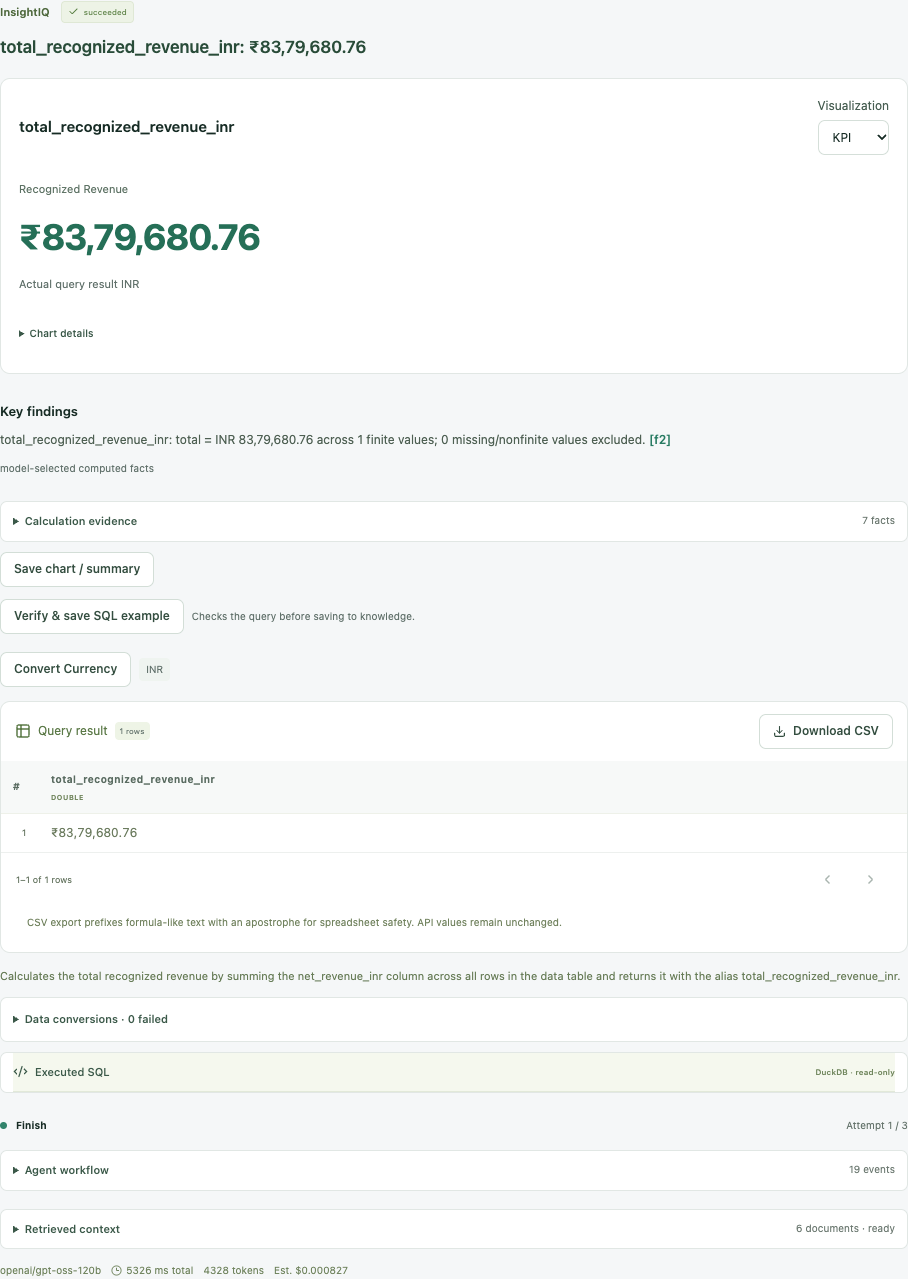 InsightIQ ✓ succeeded
total_recognized_revenue_inr: ₹83,79,680.76
Visualization
total_recognized_revenue_inr
KPI
Recognized Revenue
₹83,79,680.76
Actual query result INR
Chart details
Key findings
total_recognized_revenue_inr: total = INR 83,79,680.76 across 1 finite values; 0 missing/nonfinite values excluded. [f2]
model-selected computed facts
Calculation evidence 7 facts
Save chart / summary
Verify & save SQL example Checks the query before saving to knowledge.
Convert Currency INR
Query result 1 rows Download CSV
# total_recognized_revenue_inr
DOUBLE
1 ₹83,79,680.76
1–1 of 1 rows
CSV export prefixes formula-like text with an apostrophe for spreadsheet safety. API values remain unchanged.
Calculates the total recognized revenue by summing the net_revenue_inr column across all rows in the data table and returns it with the alias total_recognized_revenue_inr.
Data conversions · 0 failed
</> Executed SQL DuckDB · read-only
Finish Attempt 1 / 3
Agent workflow 19 events
Retrieved context 6 documents · ready
openai/gpt-oss-120b 5326 ms total 4328 tokens Est. $0.000827